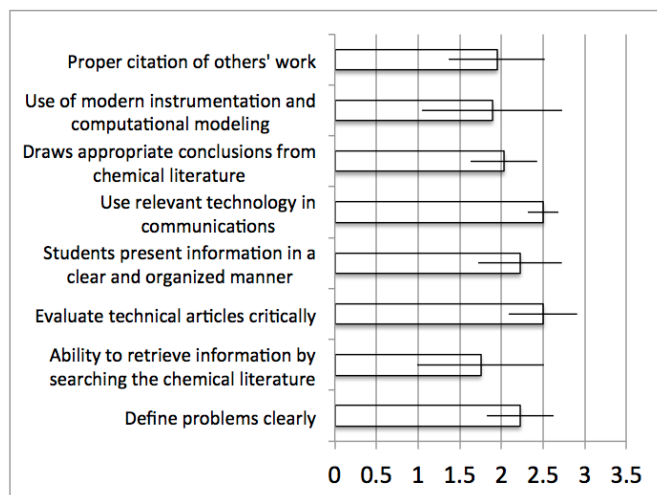 Proper citation of others' work
Use of modern instrumentation and
computational modeling
Draws appropriate conclusions from
chemical literature
Use relevant technology in
communications
Students present information in a
clear and organized manner
Evaluate technical articles critically
Ability to retrieve information by
searching the chemical literature
Define problems clearly
0 0.5 1 1.5 2 2.5 3 3.5